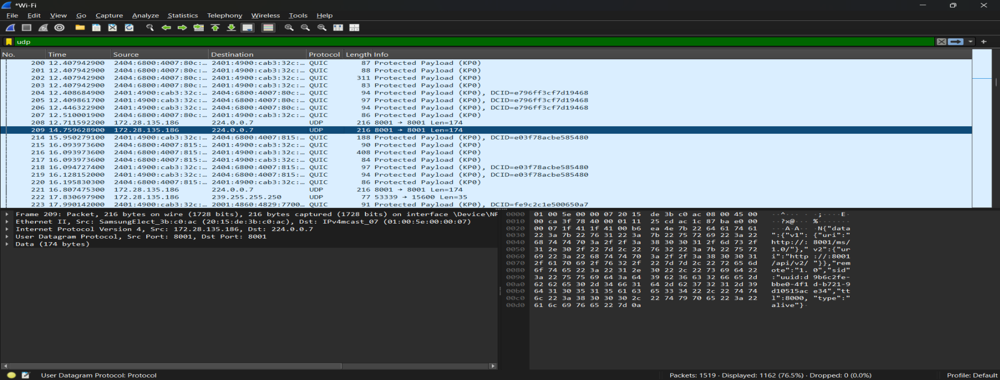 *Wi-Fi
File Edit View Go Capture Analyze Statistics Telephony Wireless Tools Help
udp
No. Time Source Destination Protocol Length Info
200 12.407942900 2404:6800:4007:80c:… 2401:4900:cab3:32c:… QUIC 87 Protected Payload (KP0)
201 12.407942900 2404:6800:4007:80c:… 2401:4900:cab3:32c:… QUIC 88 Protected Payload (KP0)
202 12.407942900 2404:6800:4007:80c:… 2401:4900:cab3:32c:… QUIC 311 Protected Payload (KP0)
203 12.407942900 2404:6800:4007:80c:… 2401:4900:cab3:32c:… QUIC 83 Protected Payload (KP0)
204 12.408684900 2401:4900:cab3:32c:… 2404:6800:4007:80c:… QUIC 94 Protected Payload (KP0), DCID=e796ff3cf7d19468
205 12.409861700 2401:4900:cab3:32c:… 2404:6800:4007:80c:… QUIC 97 Protected Payload (KP0), DCID=e796ff3cf7d19468
206 12.446322900 2401:4900:cab3:32c:… 2404:6800:4007:80c:… QUIC 94 Protected Payload (KP0), DCID=e796ff3cf7d19468
207 12.510001900 2404:6800:4007:80c:… 2401:4900:cab3:32c:… QUIC 86 Protected Payload (KP0)
208 12.711592200 172.28.135.186 224.0.0.7 UDP 216 8001 → 8001 Len=174
209 14.759628900 172.28.135.186 224.0.0.7 UDP 216 8001 → 8001 Len=174
214 15.950279100 2401:4900:cab3:32c:… 2404:6800:4007:815:… QUIC 188 Protected Payload (KP0), DCID=e03f78acbe585480
215 16.093973600 2404:6800:4007:815:… 2401:4900:cab3:32c:… QUIC 90 Protected Payload (KP0)
216 16.093973600 2404:6800:4007:815:… 2401:4900:cab3:32c:… QUIC 408 Protected Payload (KP0)
217 16.093973600 2404:6800:4007:815:… 2401:4900:cab3:32c:… QUIC 84 Protected Payload (KP0)
218 16.094727400 2401:4900:cab3:32c:… 2404:6800:4007:815:… QUIC 97 Protected Payload (KP0), DCID=e03f78acbe585480
219 16.128152000 2401:4900:cab3:32c:… 2404:6800:4007:815:… QUIC 94 Protected Payload (KP0), DCID=e03f78acbe585480
220 16.195830300 2404:6800:4007:815:… 2401:4900:cab3:32c:… QUIC 86 Protected Payload (KP0)
221 16.807475300 172.28.135.186 224.0.0.7 UDP 216 8001 → 8001 Len=174
222 17.830697900 172.28.135.186 239.255.255.250 UDP 77 53339 → 15600 Len=35
223 17.990142000 2401:4900:cab3:32c:… 2001:4860:4829:7700… QUIC 91 Protected Payload (KP0), DCID=fe9c2c1e500650a7
Frame 209: Packet, 216 bytes on wire (1728 bits), 216 bytes captured (1728 bits) on interface \Device\NP
Ethernet II, Src: SamsungElect_3b:c0:ac (20:15:de:3b:c0:ac), Dst: IPv4mcast_07 (01:00:5e:00:00:07)
Internet Protocol Version 4, Src: 172.28.135.186, Dst: 224.0.0.7
User Datagram Protocol, Src Port: 8001, Dst Port: 8001
Data (174 bytes)
0000 01 00 5e 00 00 07 20 15 de 3b c0 ac 08 00 45 00 ··^··· · ·;····E·
0010 00 ca 3f 78 40 00 01 11 25 cd ac 1c 87 ba e0 00 ··?x@··· %·······
0020 00 07 1f 41 1f 41 00 b6 ea 4e 7b 22 64 61 74 61 ···A·A·· ·N{"data
0030 22 3a 7b 22 76 31 22 3a 7b 22 75 72 69 22 3a 22 ":{"v1": {"uri":"
0040 68 74 74 70 3a 2f 2f 3a 38 30 30 31 2f 6d 73 2f http://: 8001/ms/
0050 31 2e 30 2f 22 7d 2c 22 76 32 22 3a 7b 22 75 72 1.0/"}," v2":{"ur
0060 69 22 3a 22 68 74 74 70 3a 2f 2f 3a 38 30 30 31 i":"http ://:8001
0070 2f 61 70 69 2f 76 32 2f 22 7d 7d 2c 22 72 65 6d /api/v2/ "}},"rem
0080 6f 74 65 22 3a 22 31 2e 30 22 2c 22 73 69 64 22 ote":"1. 0","sid"
0090 3a 22 75 75 69 64 3a 64 39 62 36 63 32 66 65 2d :"uuid:d 9b6c2fe-
00a0 62 62 65 30 2d 34 66 31 64 2d 62 37 32 31 2d 39 bbe0-4f1 d-b721-9
00b0 64 31 30 35 31 35 61 63 65 33 34 22 2c 22 74 74 d10515ac e34","tt
00c0 6c 22 3a 38 30 30 30 2c 22 74 79 70 65 22 3a 22 l":8000, "type":"
00d0 61 6c 69 76 65 22 7d 0a alive"}·
User Datagram Protocol: Protocol Packets: 1519 · Displayed: 1162 (76.5%) · Dropped: 0 (0.0%) Profile: Default